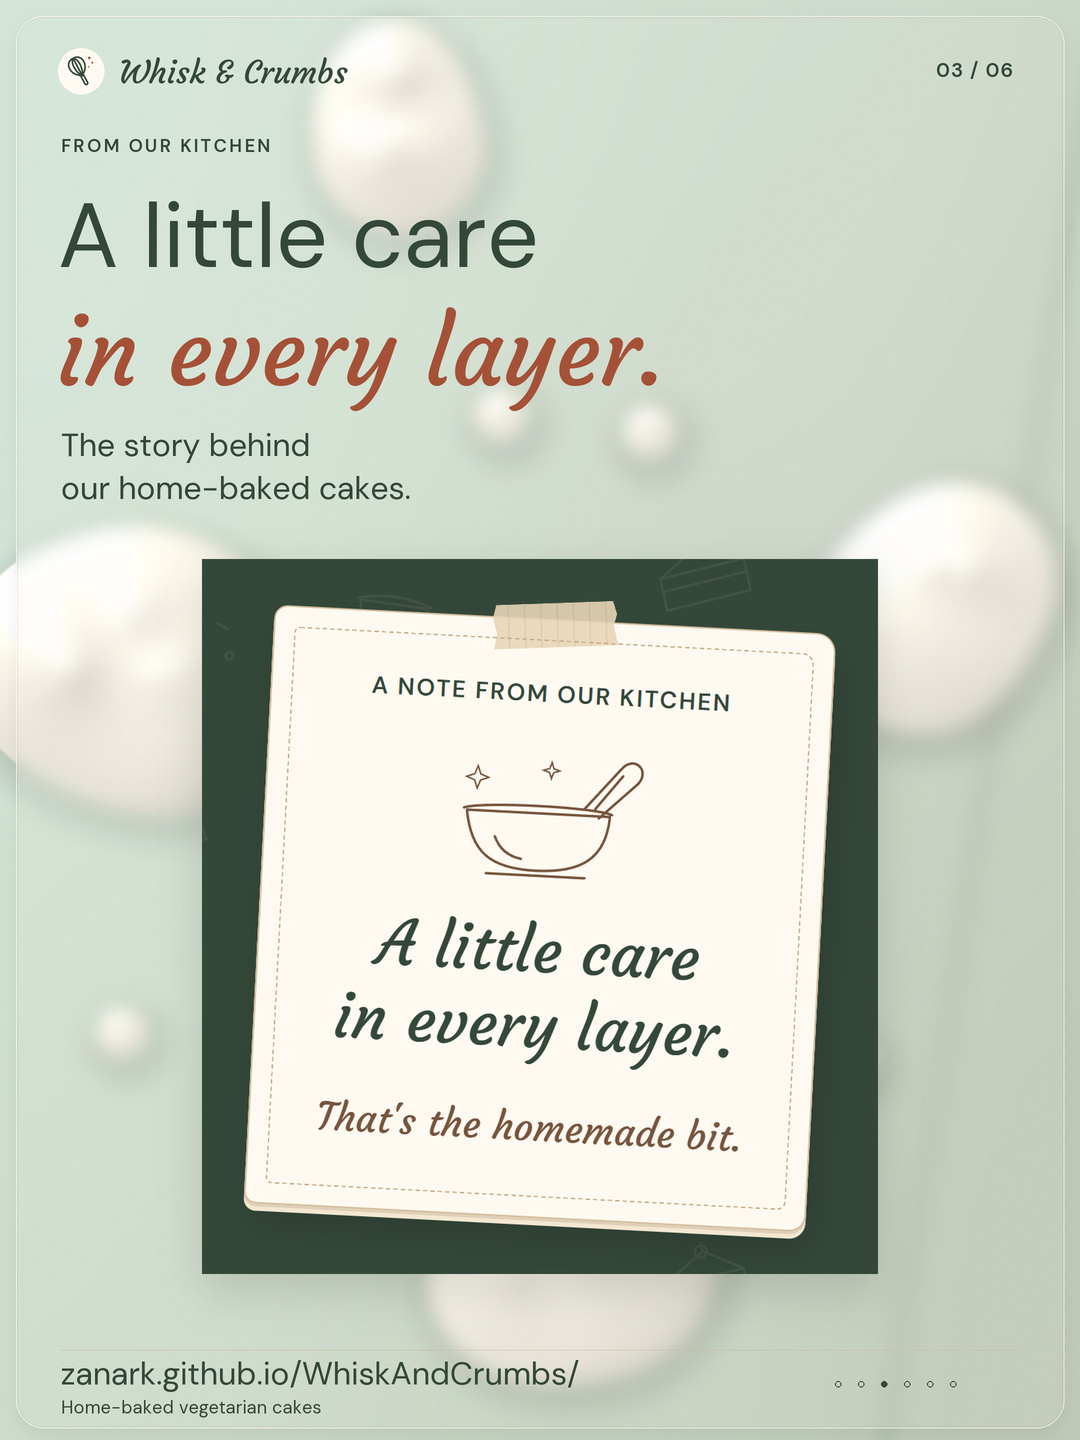 Whisk & Crumbs
03 / 06
FROM OUR KITCHEN
A little care
in every layer.
The story behind
our home-baked cakes.
A NOTE FROM OUR KITCHEN
A little care
in every layer.
That's the homemade bit.
zanark.github.io/WhiskAndCrumbs/
Home-baked vegetarian cakes